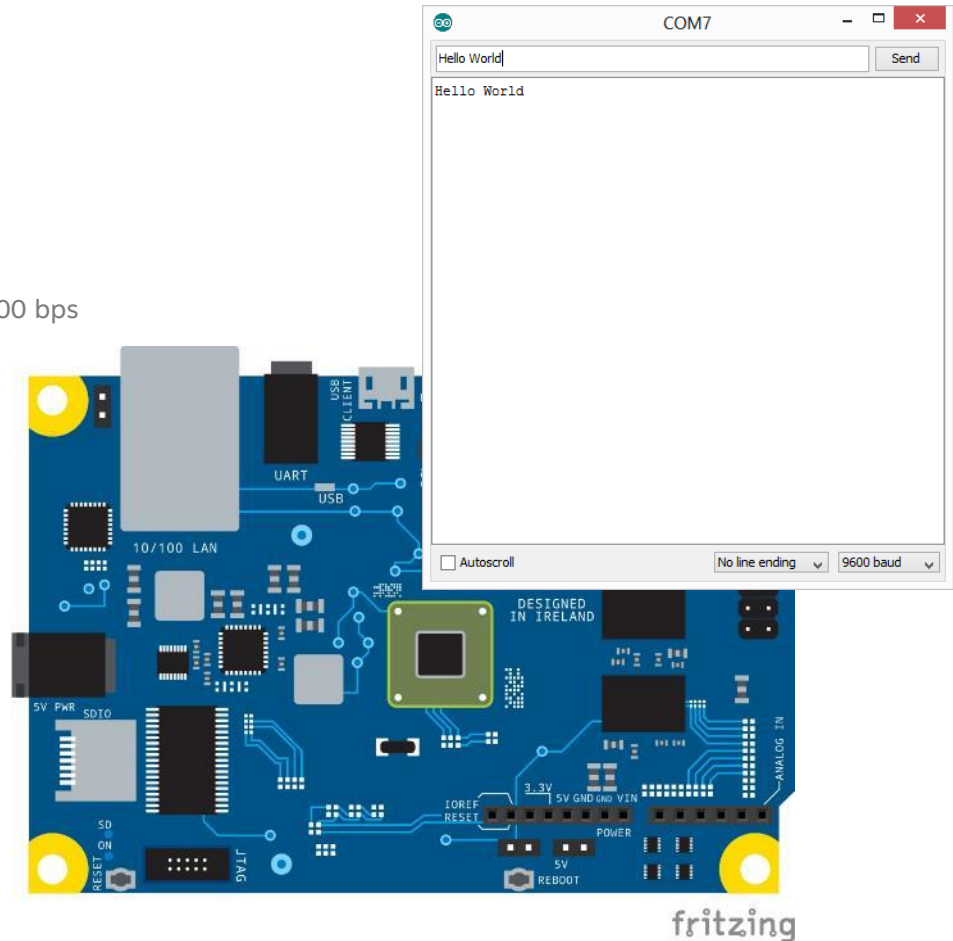 COM7
Hello World
Send
Hello World
00 bps
USB
CLIENT
UART
USB
10/100 LAN
Autoscroll
No line ending
9600 baud
DESIGNED
IN IRELAND
5V PWR
SDIO
ANALOG IN
3.3V
5V GND GND VIN
IOREF
RESET
POWER
SD
ON
RESET
JTAG
5V
REBOOT
fritzing